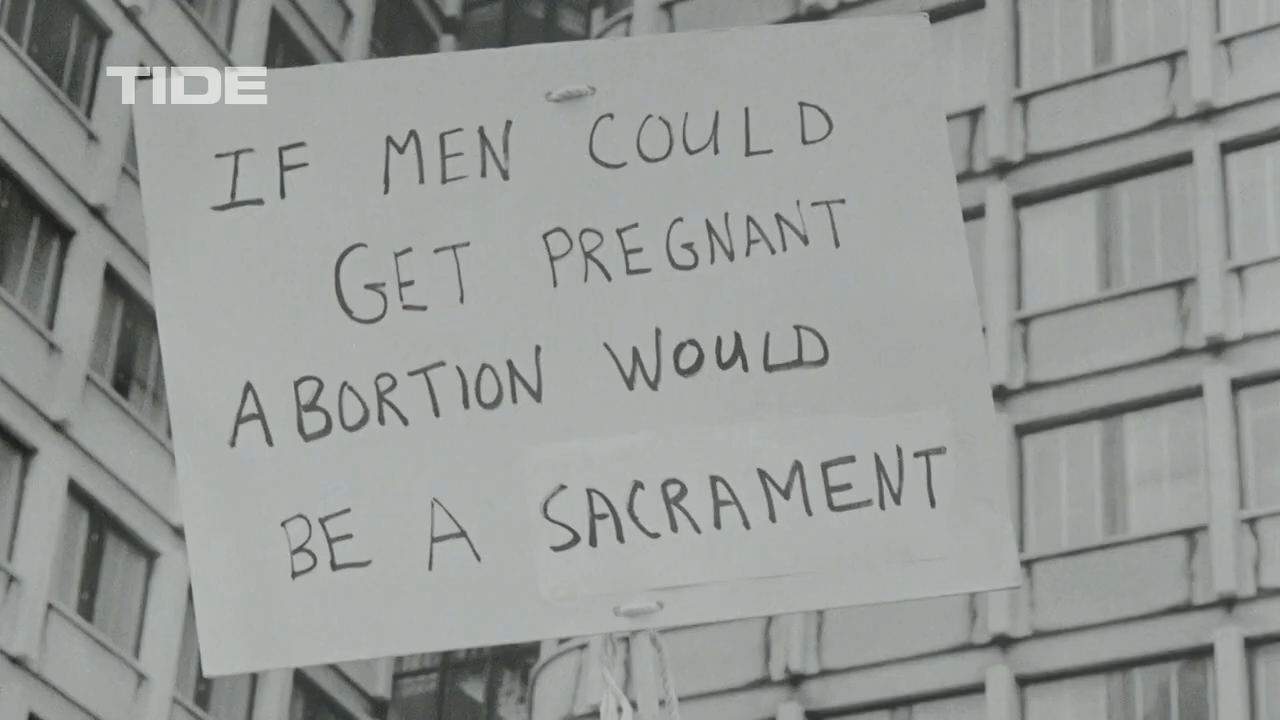 TIDE
IF MEN COULD
GET PREGNANT
ABORTION WOULD
BE A SACRAMENT